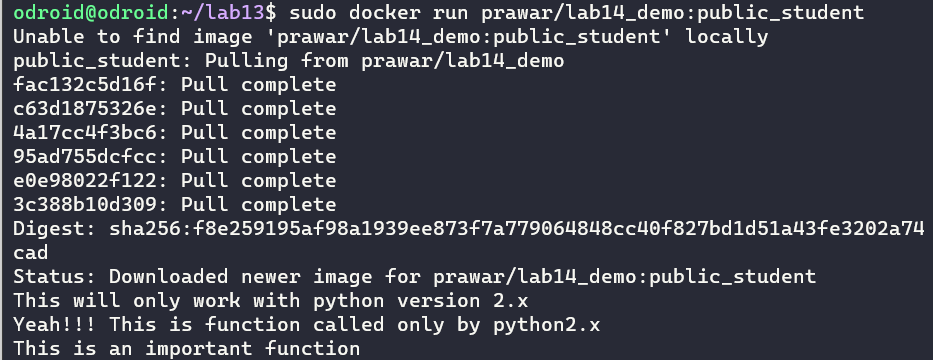 odroid@odroid:~/lab13$ sudo docker run prawar/lab14_demo:public_student
Unable to find image 'prawar/lab14_demo:public_student' locally
public_student: Pulling from prawar/lab14_demo
fac132c5d16f: Pull complete
c63d1875326e: Pull complete
4a17cc4f3bc6: Pull complete
95ad755dcfcc: Pull complete
e0e98022f122: Pull complete
3c388b10d309: Pull complete
Digest: sha256:f8e259195af98a1939ee873f7a779064848cc40f827bd1d51a43fe3202a74
cad
Status: Downloaded newer image for prawar/lab14_demo:public_student
This will only work with python version 2.x
Yeah!!! This is function called only by python2.x
This is an important function